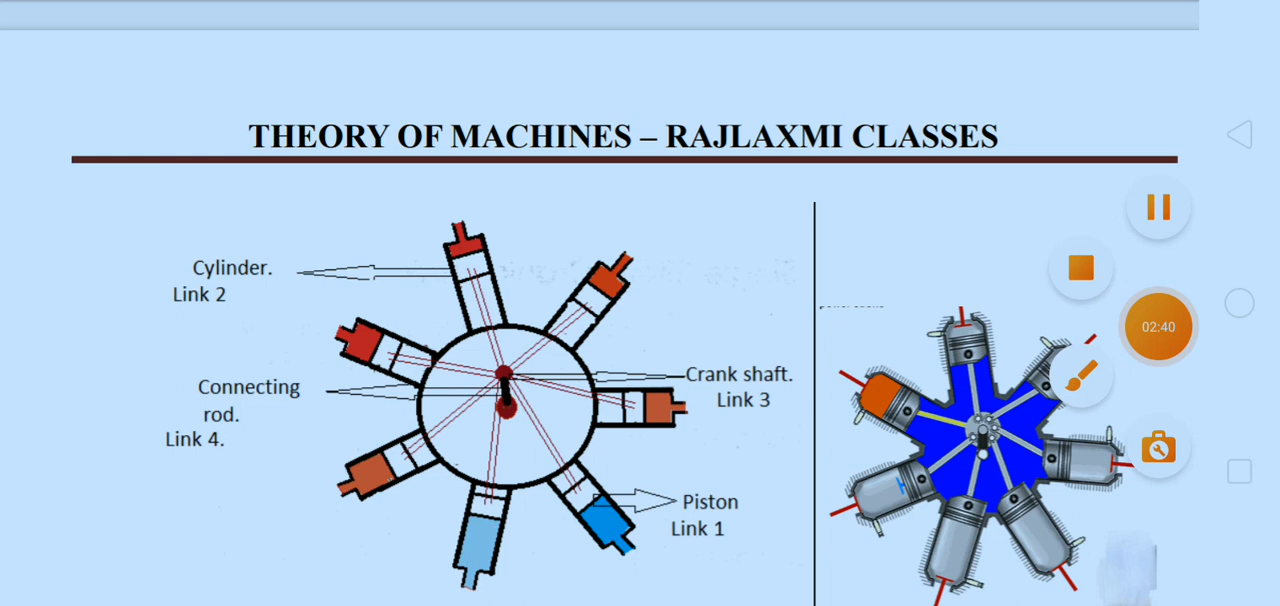 THEORY OF MACHINES – RAJLAXMI CLASSES
Cylinder.
Link 2
Connecting
rod.
Link 4.
Crank shaft.
Link 3
Piston
Link 1
02:40